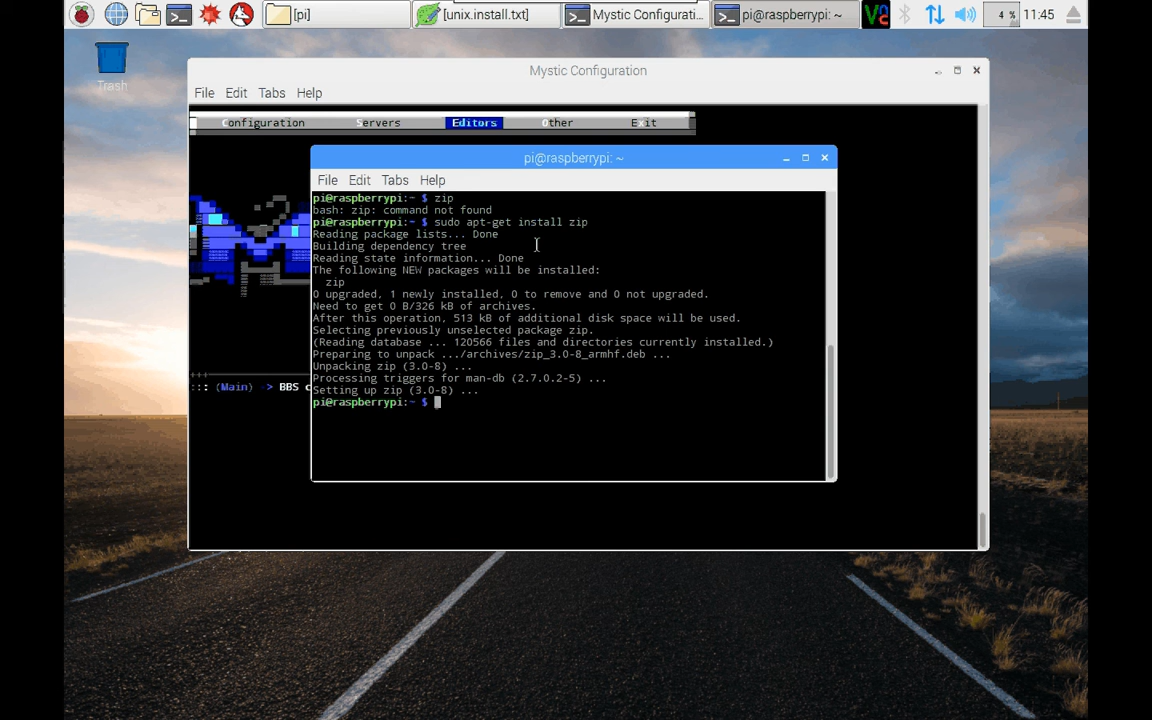 [pi]
[unix.install.txt]
Mystic Configurati...
pi@raspberrypi: ~
4 %
11:45
Trash
Mystic Configuration
File Edit Tabs Help
Configuration Servers Editors Other Exit
pi@raspberrypi: ~
File Edit Tabs Help
pi@raspberrypi:~ $ zip
bash: zip: command not found
pi@raspberrypi:~ $ sudo apt-get install zip
Reading package lists... Done
Building dependency tree
Reading state information... Done
The following NEW packages will be installed:
zip
0 upgraded, 1 newly installed, 0 to remove and 0 not upgraded.
Need to get 0 B/326 kB of archives.
After this operation, 513 kB of additional disk space will be used.
Selecting previously unselected package zip.
(Reading database ... 120566 files and directories currently installed.)
Preparing to unpack .../archives/zip_3.0-8_armhf.deb ...
Unpacking zip (3.0-8) ...
Processing triggers for man-db (2.7.0.2-5) ...
Setting up zip (3.0-8) ...
pi@raspberrypi:~ $
::: (Main) -> BBS